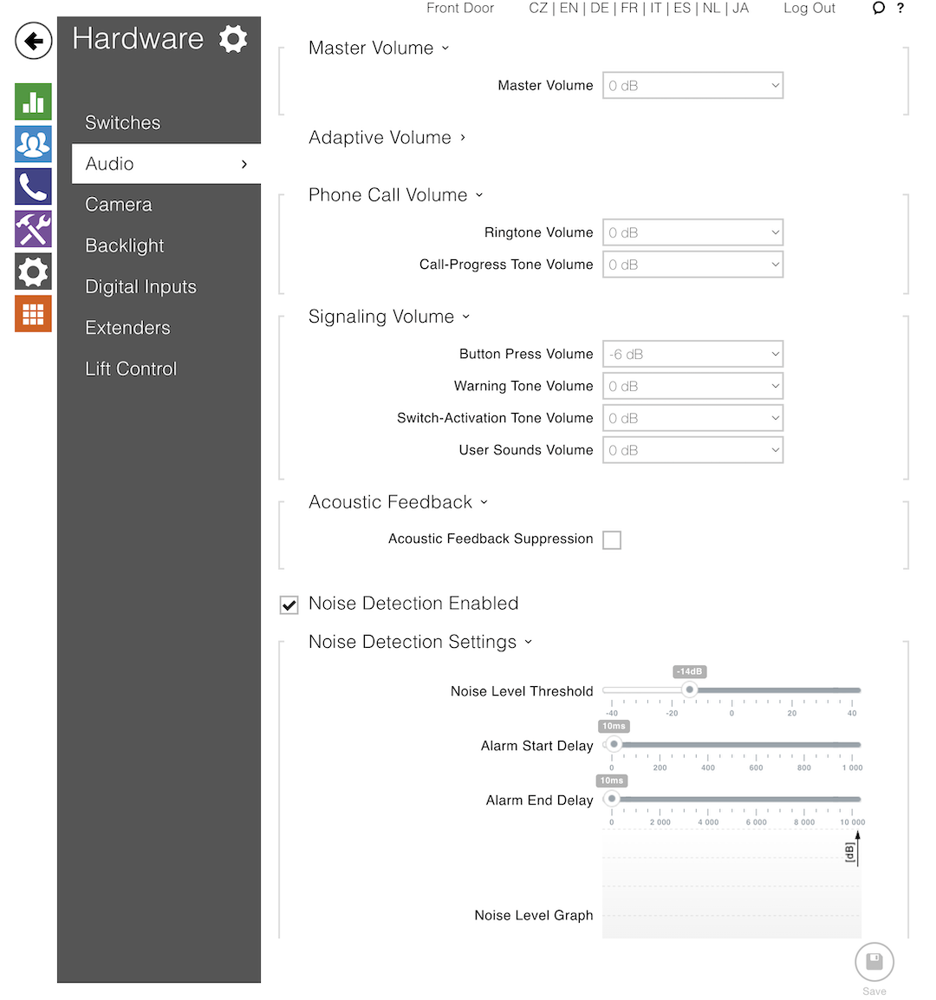 Front Door CZ | EN | DE | FR | IT | ES | NL | JA Log Out ?
Hardware
Switches
Audio
Camera
Backlight
Digital Inputs
Extenders
Lift Control
Master Volume
Master Volume 0 dB
Adaptive Volume
Phone Call Volume
Ringtone Volume 0 dB
Call-Progress Tone Volume 0 dB
Signaling Volume
Button Press Volume -6 dB
Warning Tone Volume 0 dB
Switch-Activation Tone Volume 0 dB
User Sounds Volume 0 dB
Acoustic Feedback
Acoustic Feedback Suppression
Noise Detection Enabled
Noise Detection Settings
-14dB
Noise Level Threshold
-40 -20 0 20 40
10ms
Alarm Start Delay
0 200 400 600 800 1 000
10ms
Alarm End Delay
0 2 000 4 000 6 000 8 000 10 000
[dB]
Noise Level Graph
Save